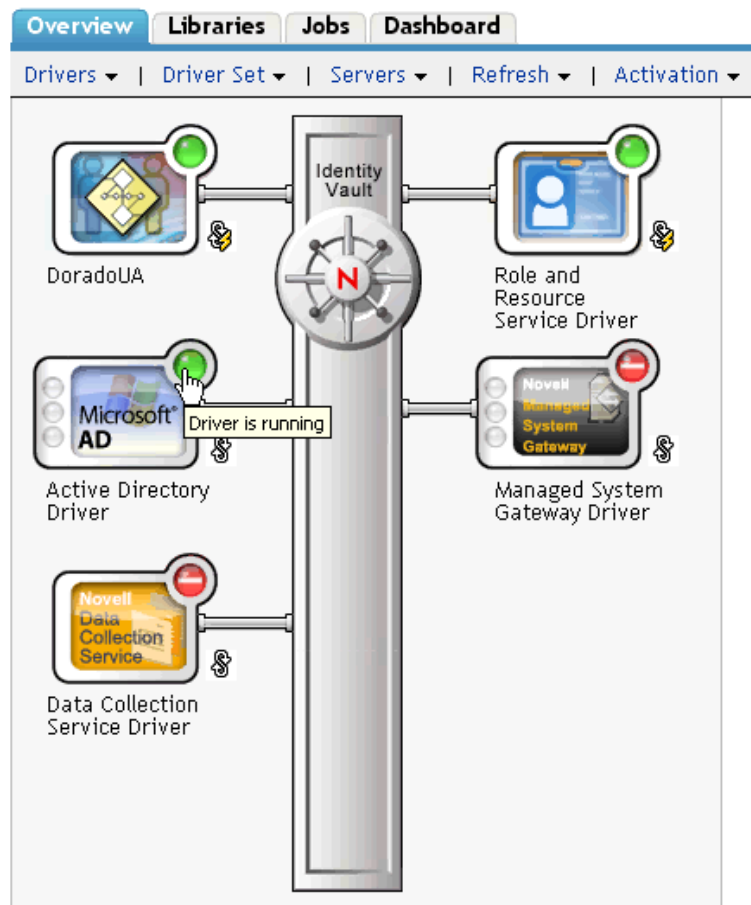 Overview Libraries Jobs Dashboard
Drivers | Driver Set | Servers | Refresh | Activation
Identity
Vault
N
DoradoUA
Role and
Resource
Service Driver
Microsoft®
AD
Driver is running
Active Directory
Driver
Novell
Managed
System
Gateway
Managed System
Gateway Driver
Novell
Data
Collection
Service
Data Collection
Service Driver